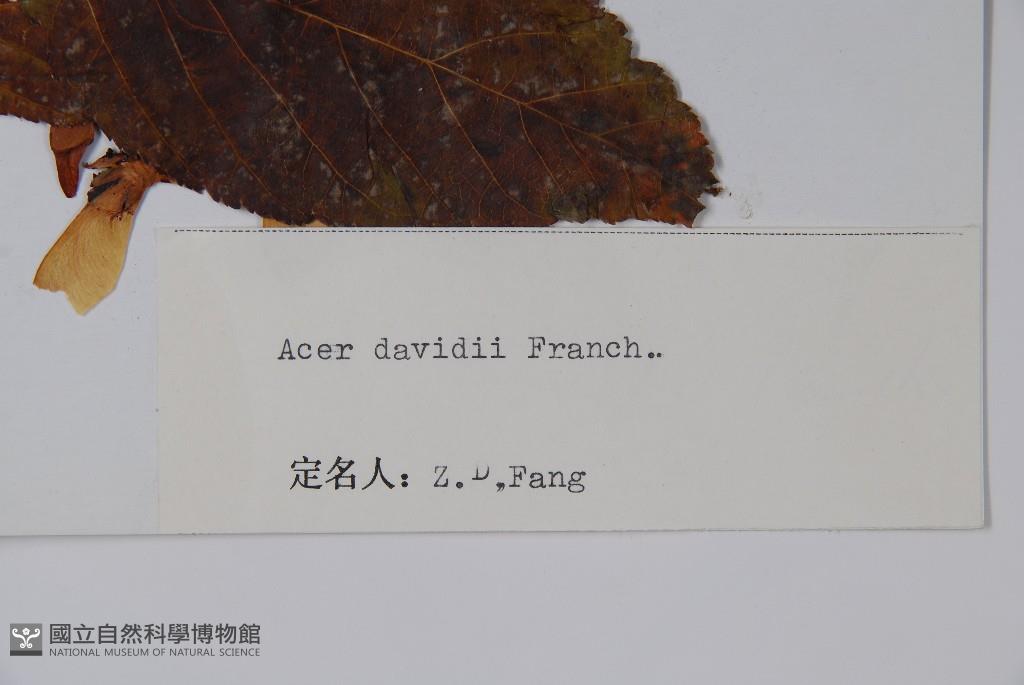 Acer davidii Franch..
定名人：Z.D,,Fang
國立自然科學博物館
NATIONAL MUSEUM OF NATURAL SCIENCE